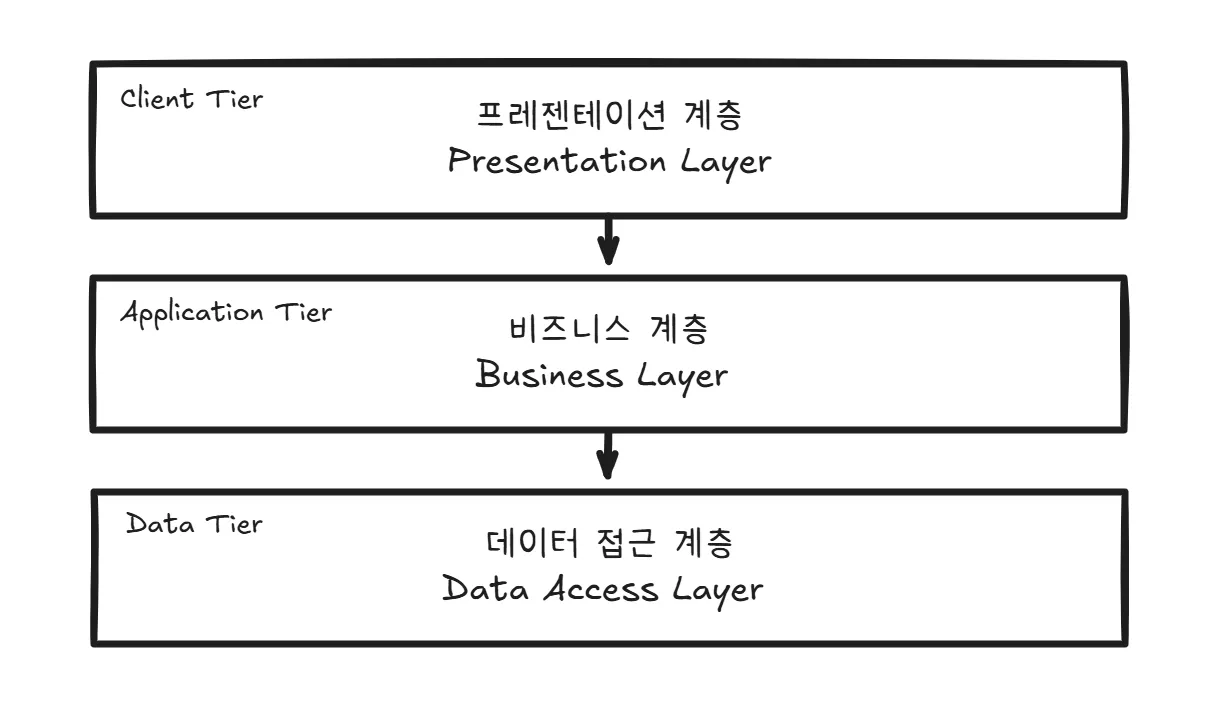 Client Tier
프레젠테이션 계층
Presentation Layer
Application Tier
비즈니스 계층
Business Layer
Data Tier
데이터 접근 계층
Data Access Layer